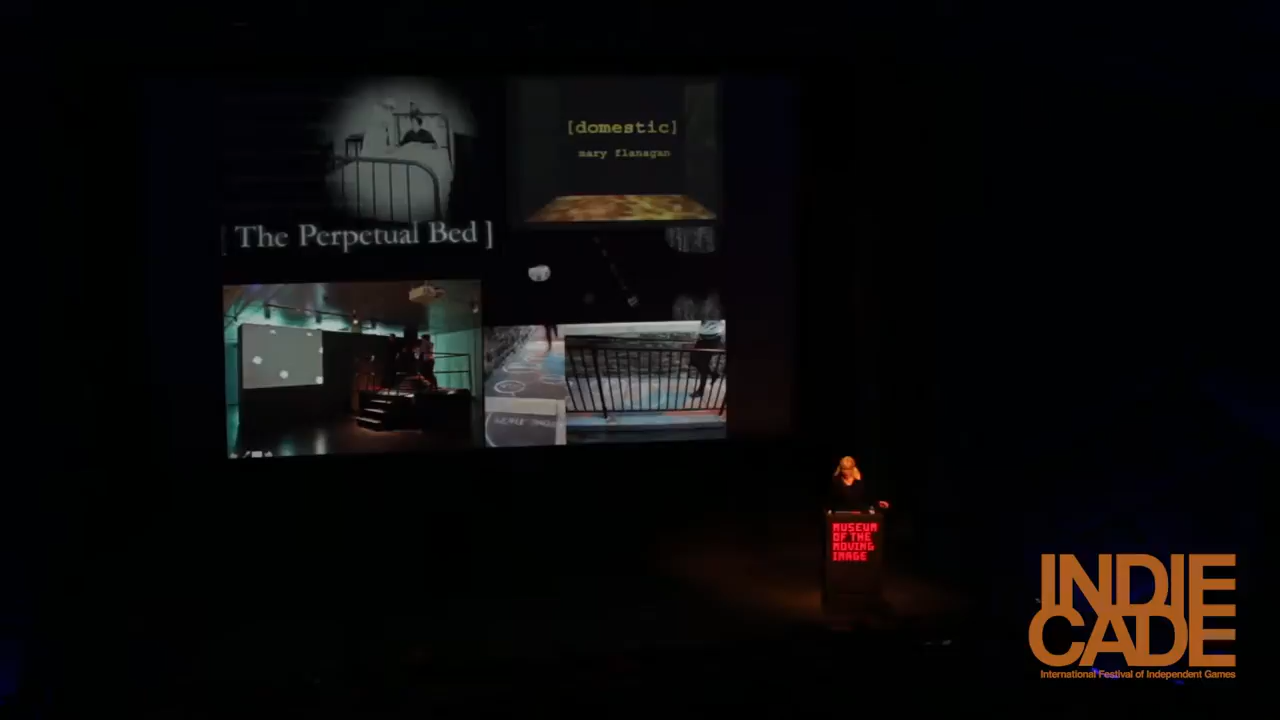 [domestic]
mary flanagan
[ The Perpetual Bed ]
MUSEUM
OF THE
MOVING
IMAGE
INDIE
CADE
International Festival of Independent Games